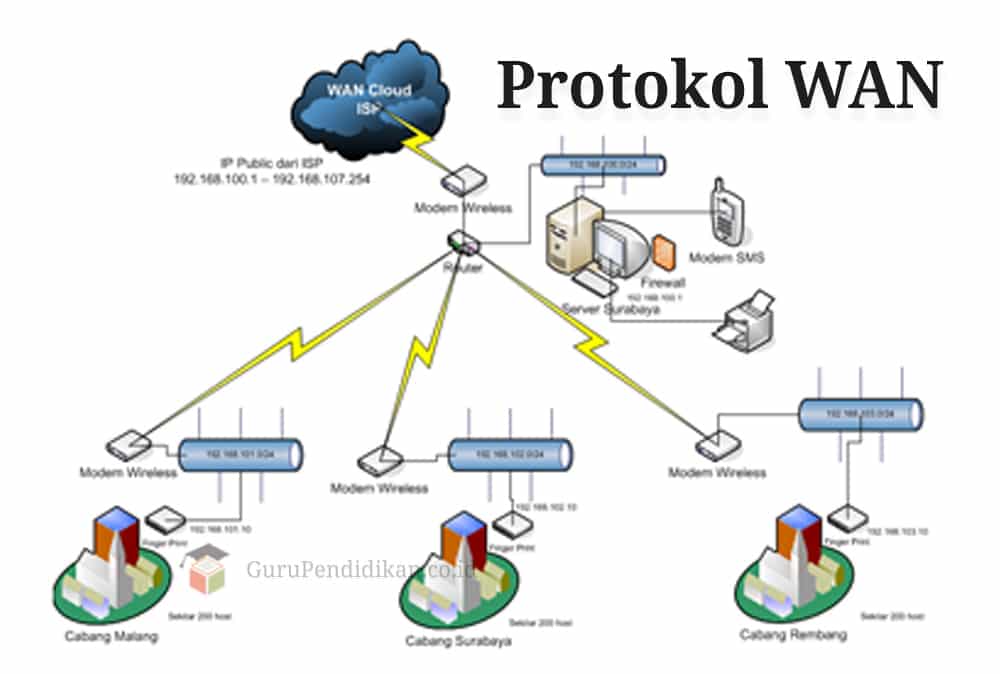 Protokol WAN
WAN Cloud
ISP
IP Public dari ISP
192.168.100.1 – 192.168.107.254
Modem Wireless
192.168.100.0/24
Router
Modem SMS
Firewall
192.168.100.1
Server Surabaya
Modem Wireless
192.168.101.0/24
Modem Wireless
192.168.102.0/24
Modem Wireless
192.168.103.0/24
192.168.101.10
Finger Print
192.168.102.10
Finger Print
192.168.103.10
Finger Print
GuruPendidikan.co.id
Sekitar 200 host
Cabang Malang
Sekitar 200 host
Cabang Surabaya
Sekitar 200 host
Cabang Rembang